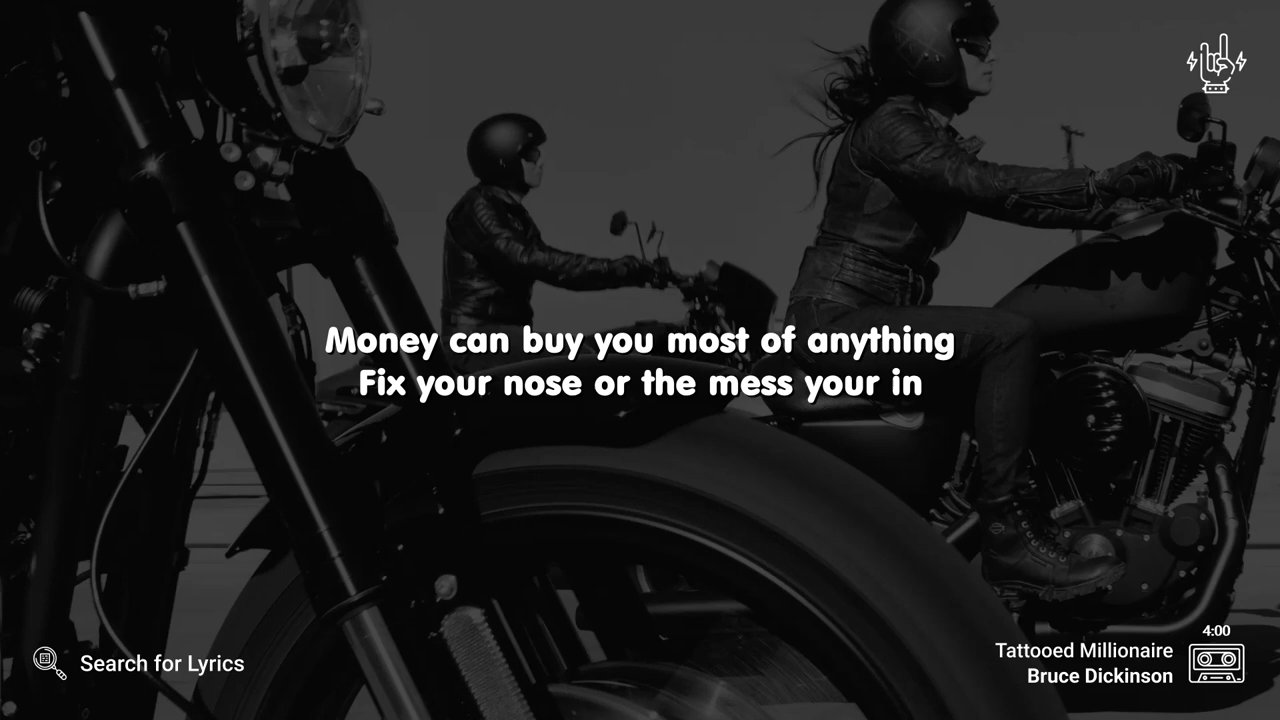 Money can buy you most of anything
Fix your nose or the mess your in
Search for Lyrics
4:00
Tattooed Millionaire
Bruce Dickinson